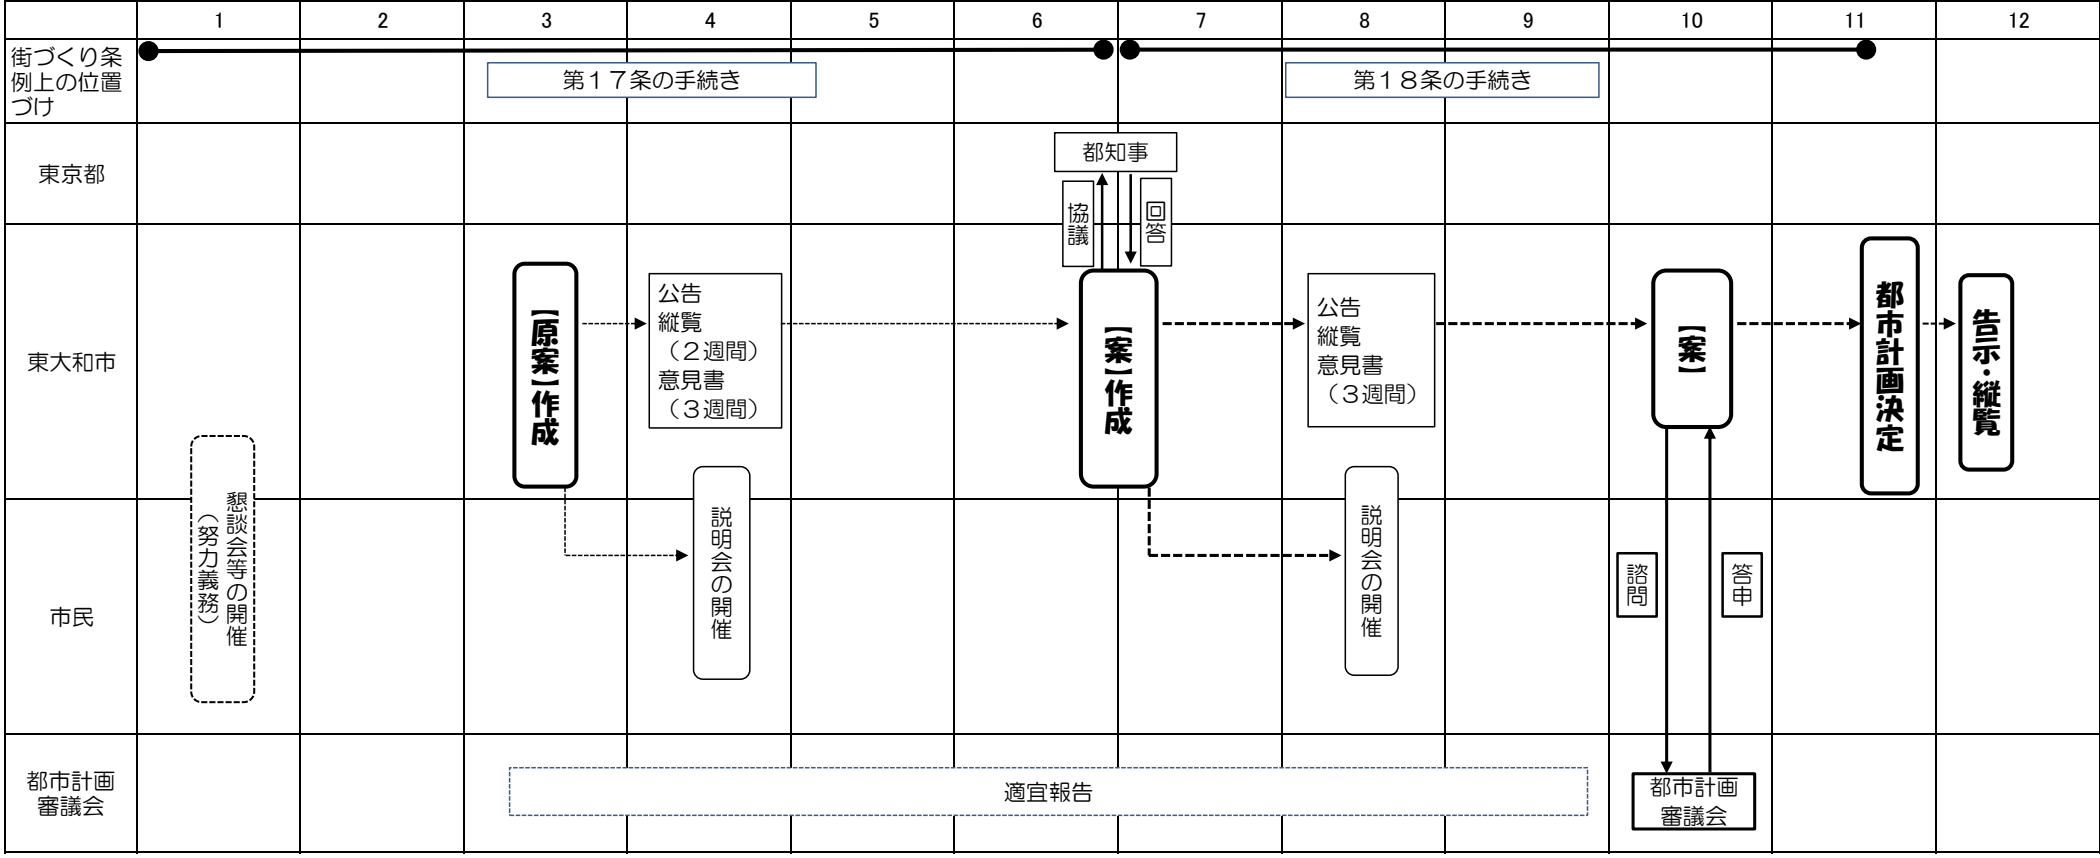 1 2 3 4 5 6 7 8 9 10 11 12
街づくり条
例上の位置
づけ
第１７条の手続き
第１８条の手続き
東京都
都知事
協議
回答
東大和市
【原案】作成
公告
縦覧
（２週間）
意見書
（３週間）
【案】作成
公告
縦覧
意見書
（３週間）
【案】
都市計画決定
告示・縦覧
市民
懇談会等の開催
（努力義務）
説明会の開催
説明会の開催
諮問
答申
都市計画
審議会
適宜報告
都市計画
審議会